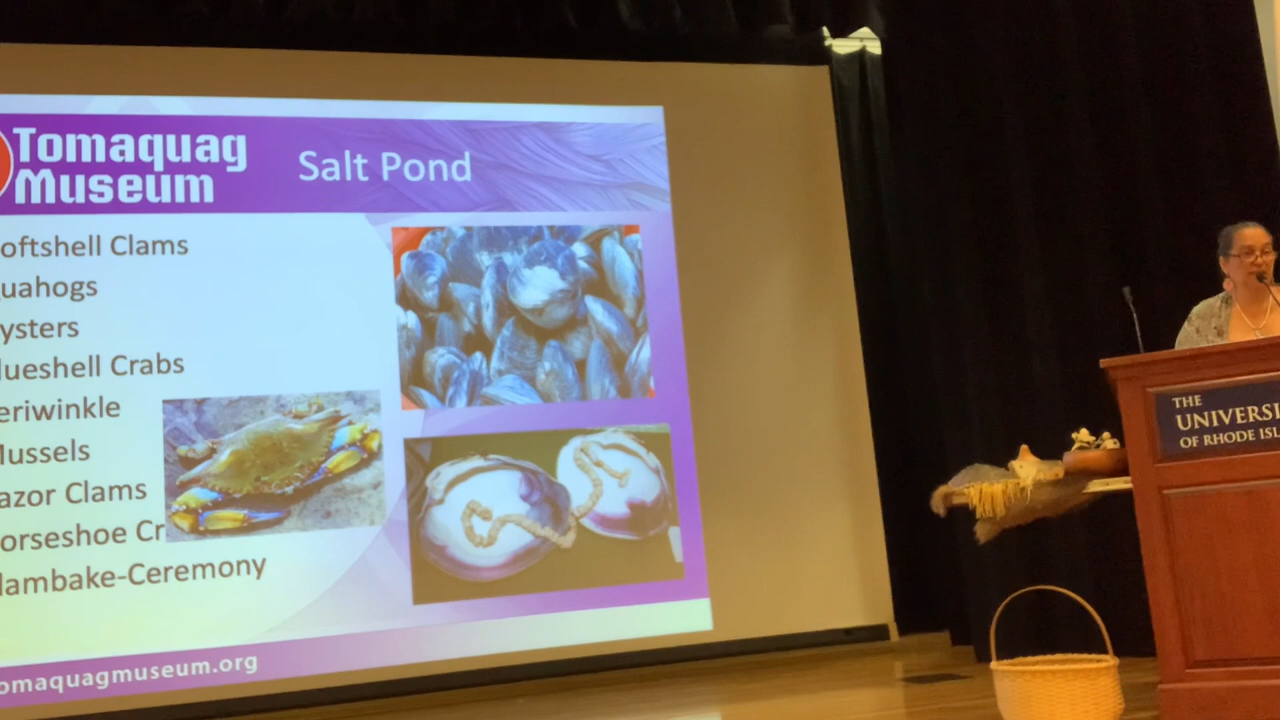 Tomaquag
Museum
Salt Pond
oftshell Clams
uahogs
ysters
lueshell Crabs
eriwinkle
Mussels
azor Clams
orseshoe Cr
lambake-Ceremony
omaquagmuseum.org
THE
UNIVERSI
OF RHODE ISL